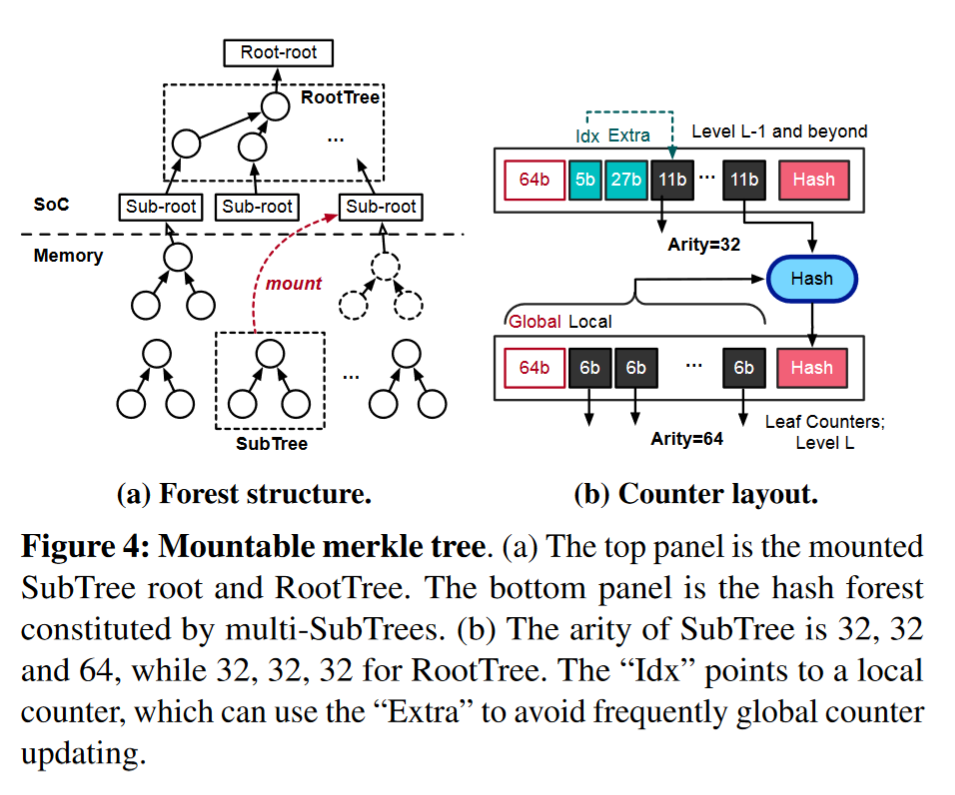 Root-root
RootTree
...
SoC
Sub-root Sub-root Sub-root
Memory
mount
...
SubTree
(a) Forest structure.
Idx Extra Level L-1 and beyond
64b 5b 27b 11b ... 11b Hash
Arity=32
Hash
Global Local
64b 6b 6b ... 6b Hash
Arity=64
Leaf Counters;
Level L
(b) Counter layout.
Figure 4: Mountable merkle tree. (a) The top panel is the mounted
SubTree root and RootTree. The bottom panel is the hash forest
constituted by multi-SubTrees. (b) The arity of SubTree is 32, 32
and 64, while 32, 32, 32 for RootTree. The “Idx” points to a local
counter, which can use the “Extra” to avoid frequently global counter
updating.